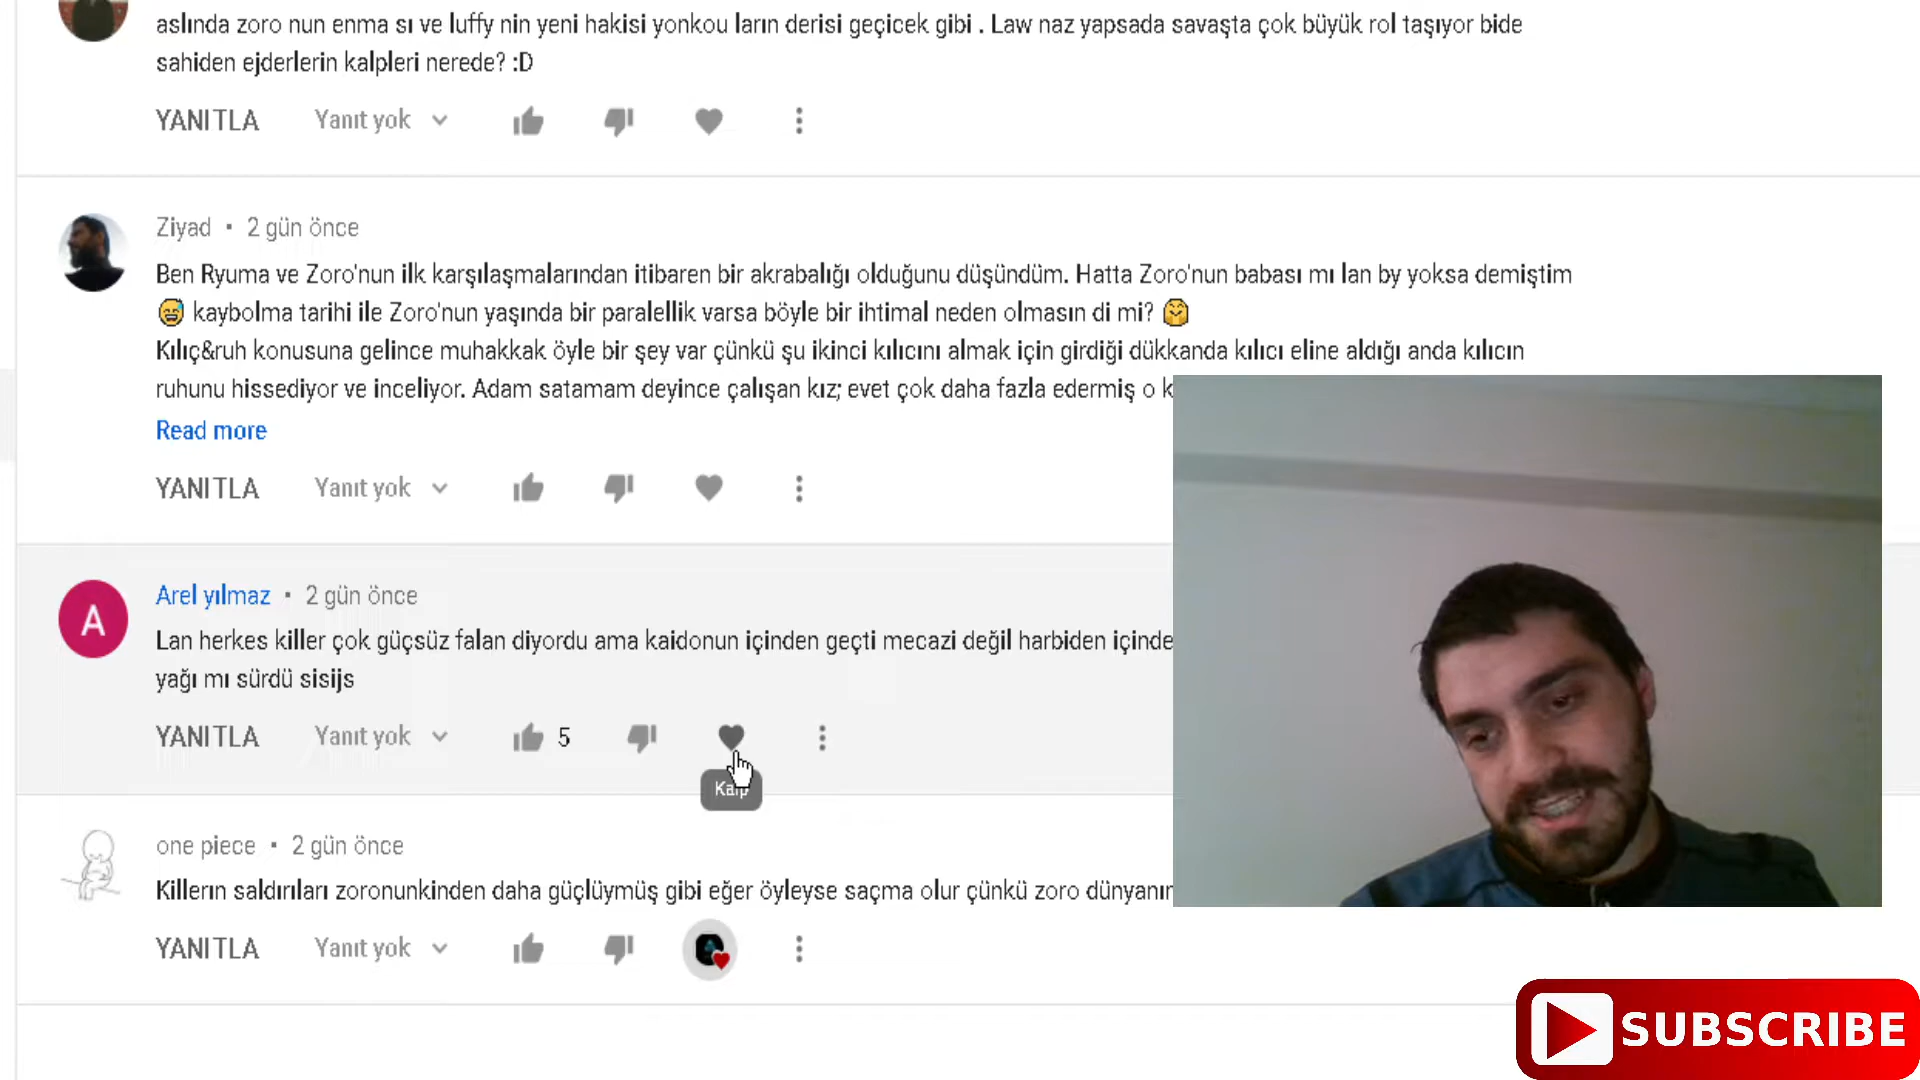 aslında zoro nun enma sı ve luffy nin yeni hakisi yonkou ların derisi geçicek gibi . Law naz yapsada savaşta çok büyük rol taşıyor bide
sahiden ejderlerin kalpleri nerede? :D
YANITLA Yanıt yok
Ziyad • 2 gün önce
Ben Ryuma ve Zoro'nun ilk karşılaşmalarından itibaren bir akrabalığı olduğunu düşündüm. Hatta Zoro'nun babası mı lan by yoksa demiştim
😅 kaybolma tarihi ile Zoro'nun yaşında bir paralellik varsa böyle bir ihtimal neden olmasın di mi? 🤗
Kılıç&ruh konusuna gelince muhakkak öyle bir şey var çünkü şu ikinci kılıcını almak için girdiği dükkanda kılıcı eline aldığı anda kılıcın
ruhunu hissediyor ve inceliyor. Adam satamam deyince çalışan kız; evet çok daha fazla edermiş o k
Read more
YANITLA Yanıt yok
A
Arel yılmaz • 2 gün önce
Lan herkes killer çok güçsüz falan diyordu ama kaidonun içinden geçti mecazi değil harbiden içinde
yağı mı sürdü sisijs
YANITLA Yanıt yok 5
Kalp
one piece • 2 gün önce
Killerın saldırıları zoronunkinden daha güçlüymüş gibi eğer öyleyse saçma olur çünkü zoro dünyanın
YANITLA Yanıt yok
SUBSCRIBE